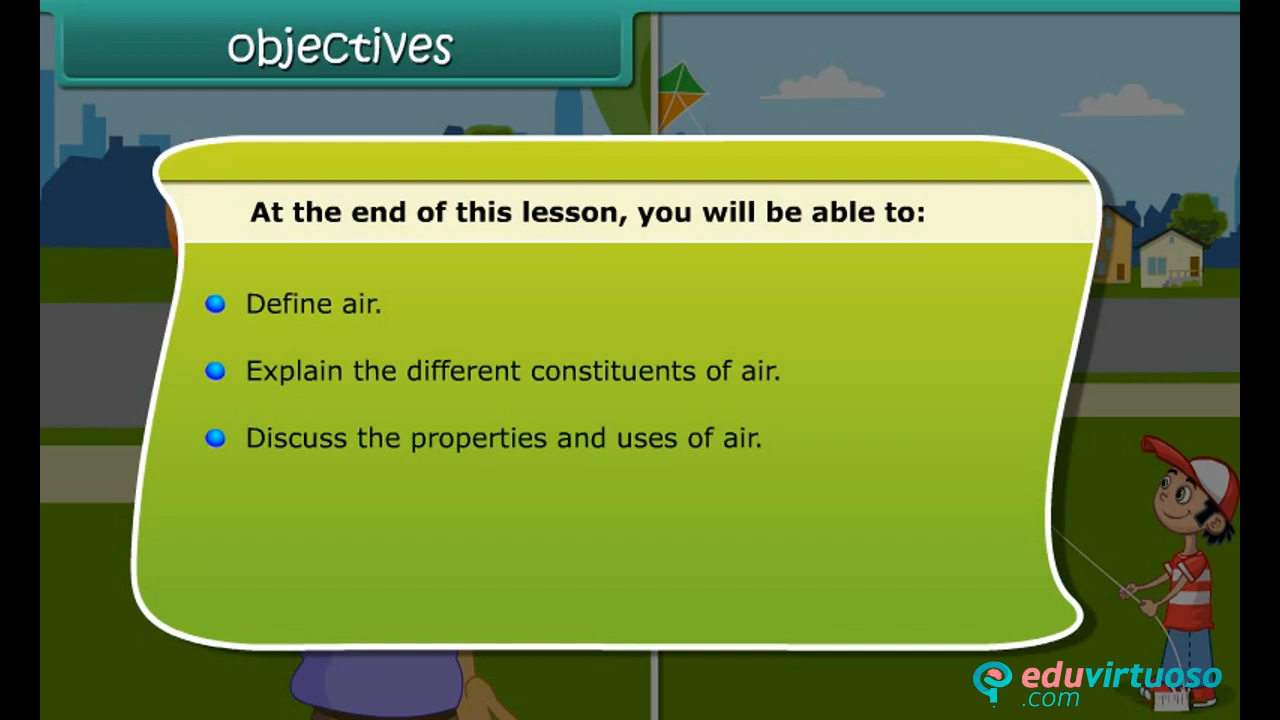 objectives
At the end of this lesson, you will be able to:
Define air.
Explain the different constituents of air.
Discuss the properties and uses of air.
eduvirtuoso
.com